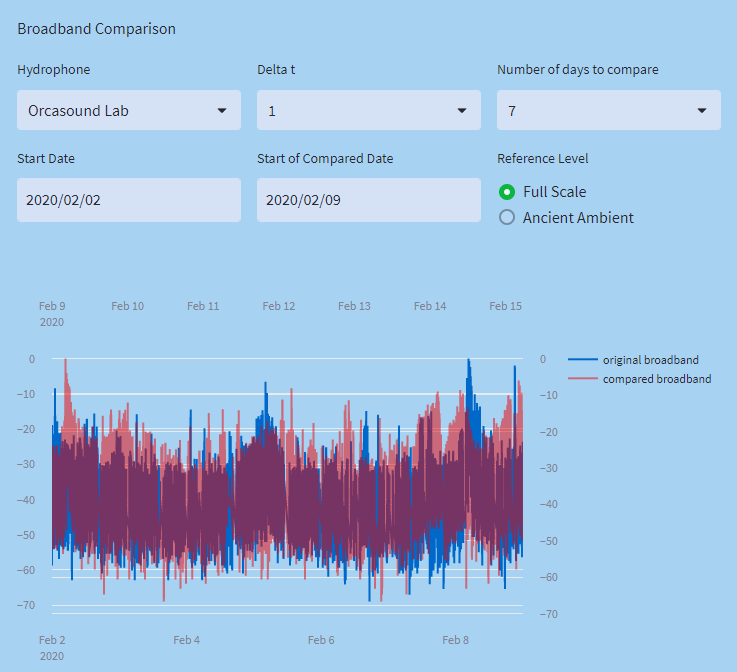 Broadband Comparison
Hydrophone Delta t Number of days to compare
Orcasound Lab 1 7
Start Date Start of Compared Date Reference Level
2020/02/02 2020/02/09 Full Scale
Ancient Ambient
Feb 9 Feb 10 Feb 11 Feb 12 Feb 13 Feb 14 Feb 15
2020
0 0 original broadband
compared broadband
−10 −10
−20 −20
−30 −30
−40 −40
−50 −50
−60 −60
−70 −70
Feb 2 Feb 4 Feb 6 Feb 8
2020